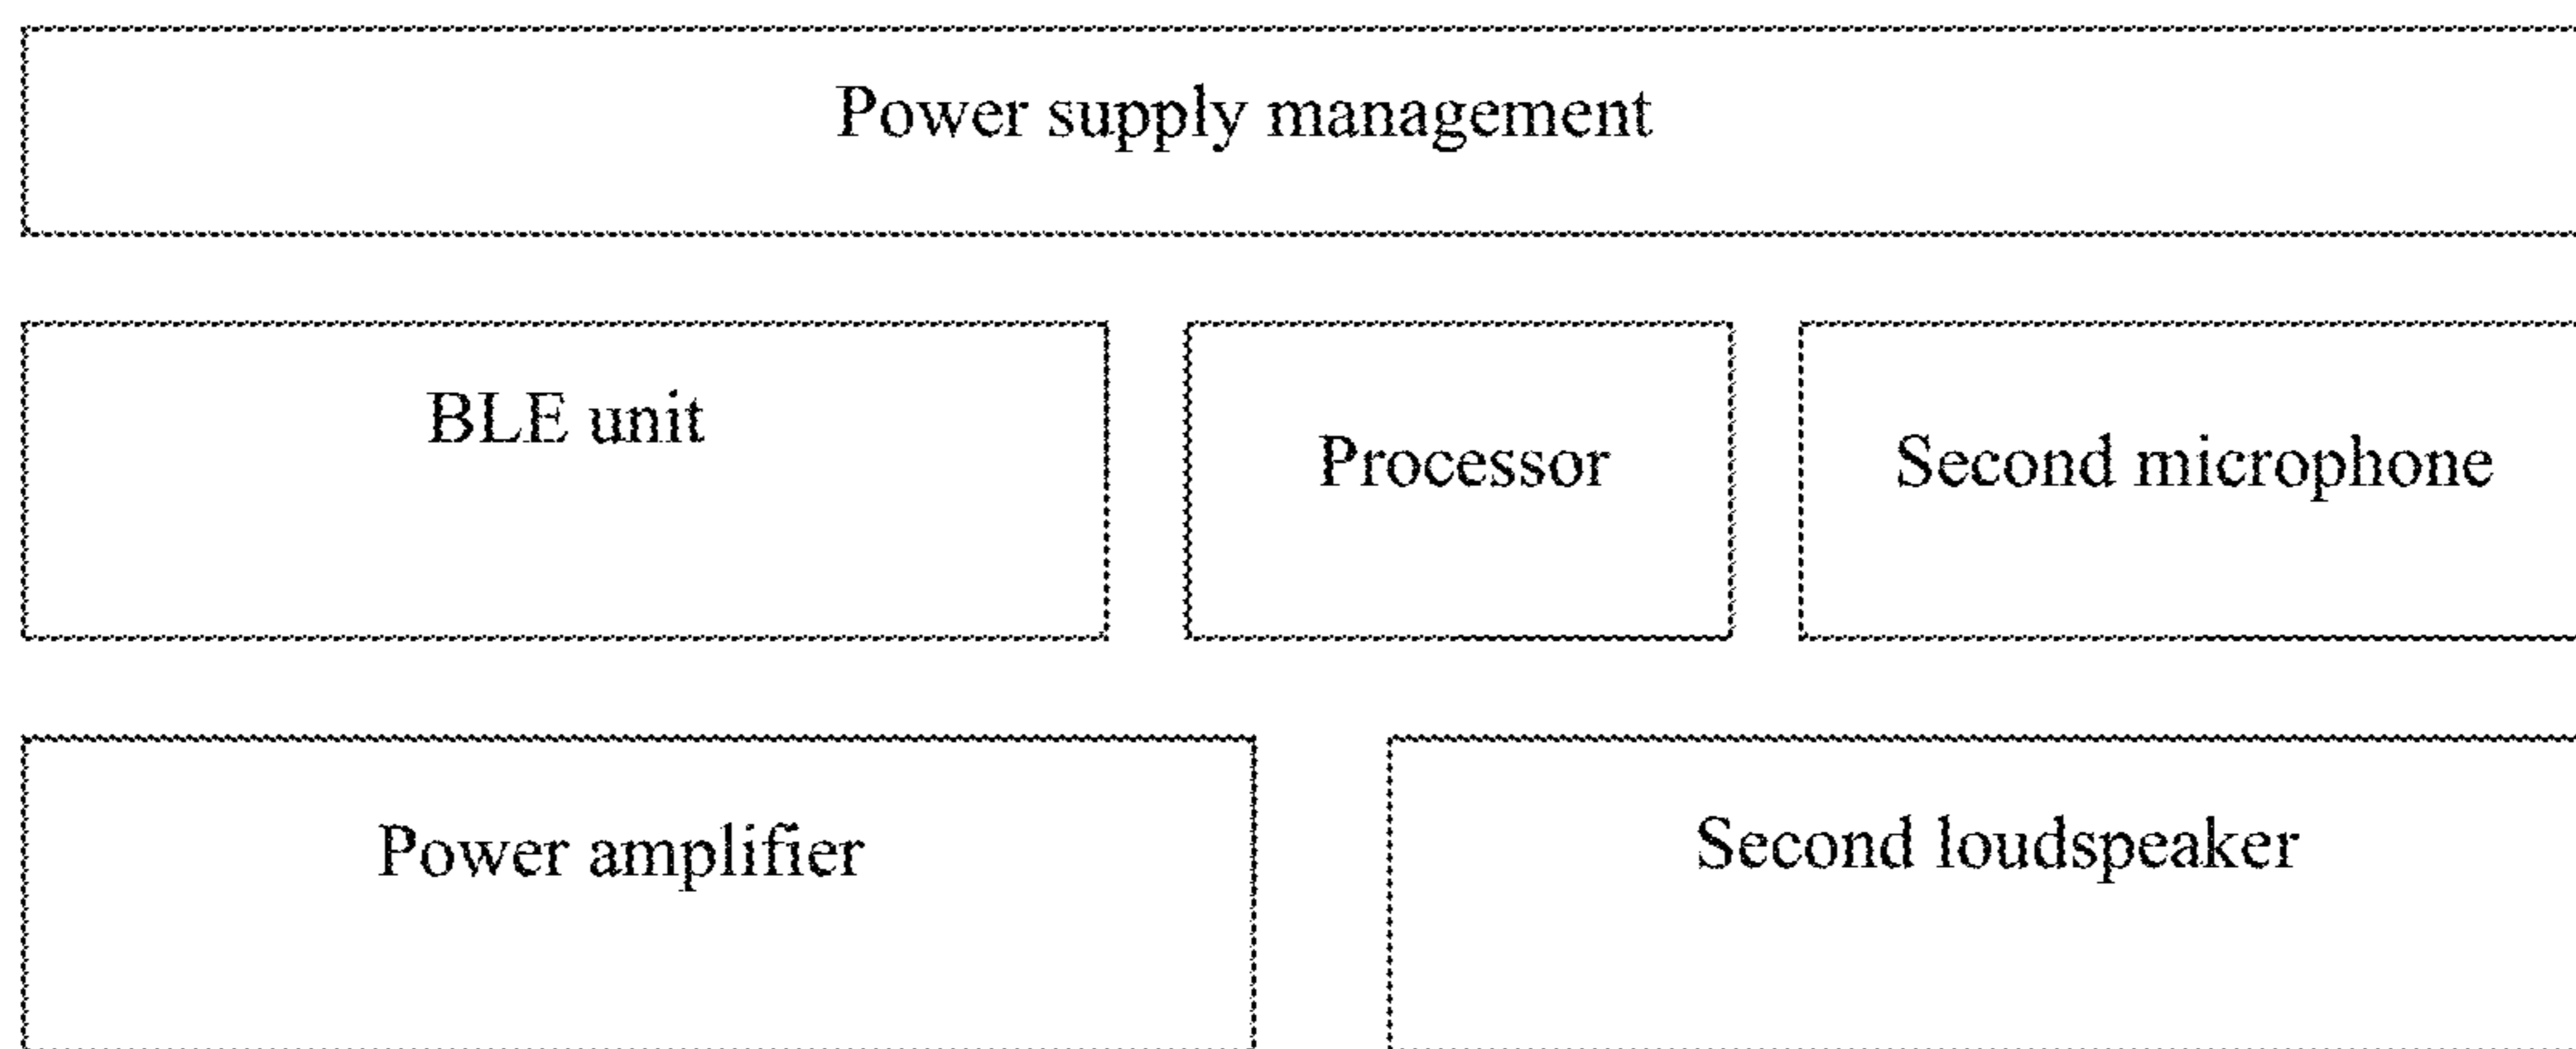 Power supply management
BLE unit
Processor
Second microphone
Power amplifier
Second loudspeaker